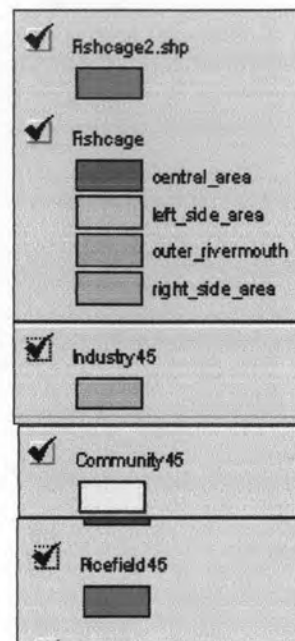 Fishcage2.shp
Fishcage
central_area
left_side_area
outer_rivermouth
right_side_area
Industry45
Community45
Ricefield45